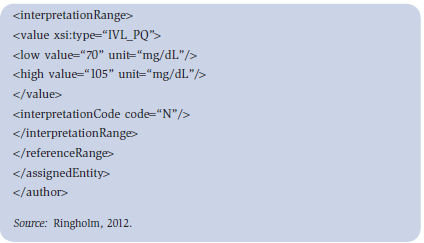 <interpretationRange>
<value xsi:type=“IVL_PQ”>
<low value=“70” unit=“mg/dL”/>
<high value=“105” unit=“mg/dL”/>
</value>
<interpretationCode code=“N”/>
</interpretationRange>
</referenceRange>
</assignedEntity>
</author>
Source: Ringholm, 2012.